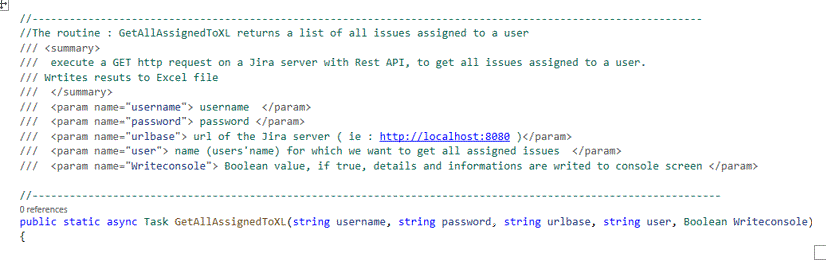 //-------------------------------------------------------------------------------------
//The routine : GetAllAssignedToXL returns a list of all issues assigned to a user
/// <summary>
///  execute a GET http request on a Jira server with Rest API, to get all issues assigned to a user.
/// Wrtites resuts to Excel file
///  </summary>
///  <param name="username"> username  </param>
///  <param name="password"> password </param>
///  <param name="urlbase"> url of the Jira server ( ie : http://localhost:8080 )</param>
///  <param name="user"> name (users'name) for which we want to get all assigned issues  </param>
///  <param name="Writeconsole"> Boolean value, if true, details and informations are writed to console screen </param>
//----------------------------------------------------------------------------------------
0 references
public static async Task GetAllAssignedToXL(string username, string password, string urlbase, string user, Boolean Writeconsole)
{